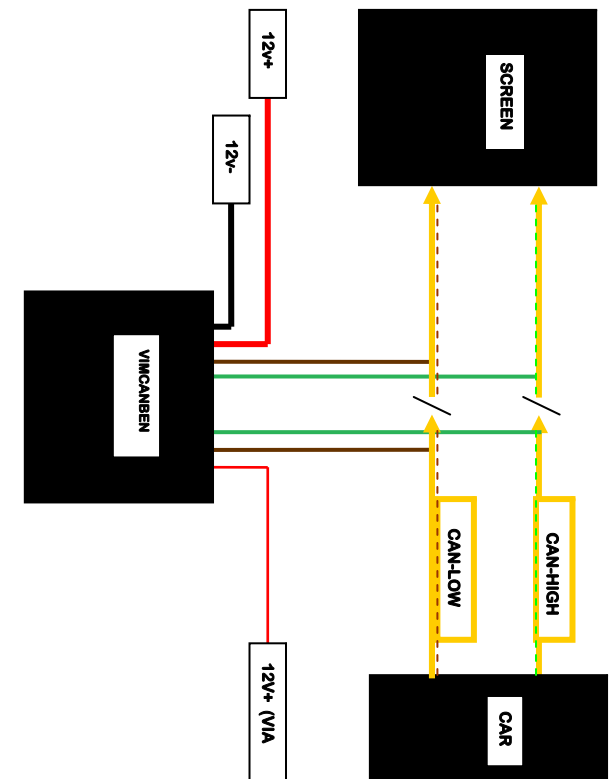 SCREEN
12v+
12v-
VIMCANBEN
CAN-HIGH
CAN-LOW
12V+ (VIA
CAR